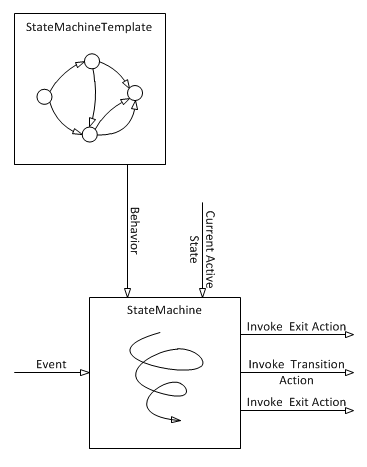 StateMachineTemplate
Behavior
Current Active
State
StateMachine
Event
Invoke Exit Action
Invoke Transition
Action
Invoke Exit Action